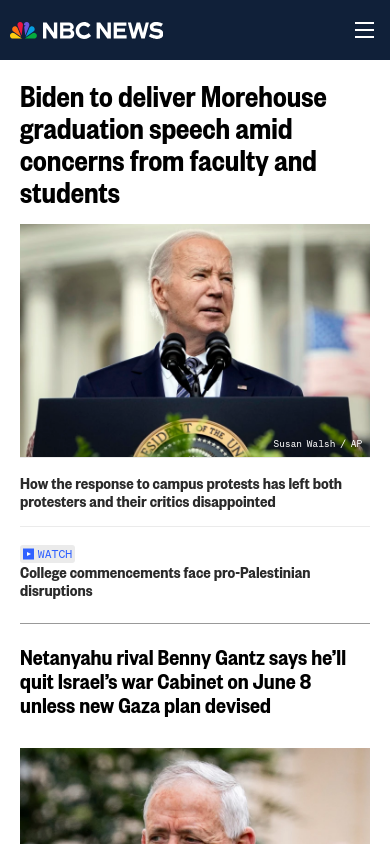 NBC NEWS
Biden to deliver Morehouse
graduation speech amid
concerns from faculty and
students
PRESIDENT OF THE
Susan Walsh / AP
How the response to campus protests has left both
protesters and their critics disappointed
WATCH
College commencements face pro-Palestinian
disruptions
Netanyahu rival Benny Gantz says he’ll
quit Israel’s war Cabinet on June 8
unless new Gaza plan devised